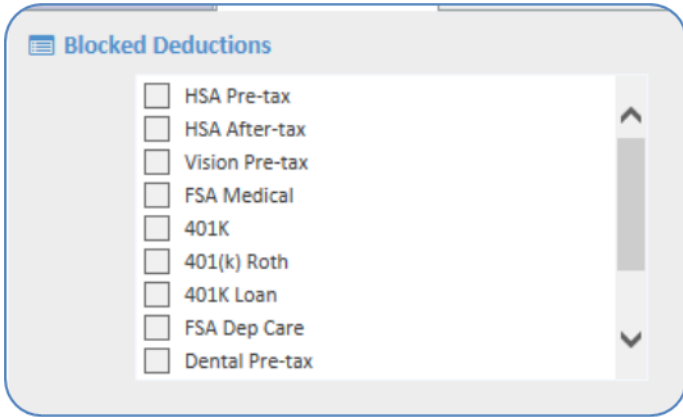 Blocked Deductions
HSA Pre-tax
HSA After-tax
Vision Pre-tax
FSA Medical
401K
401(k) Roth
401K Loan
FSA Dep Care
Dental Pre-tax